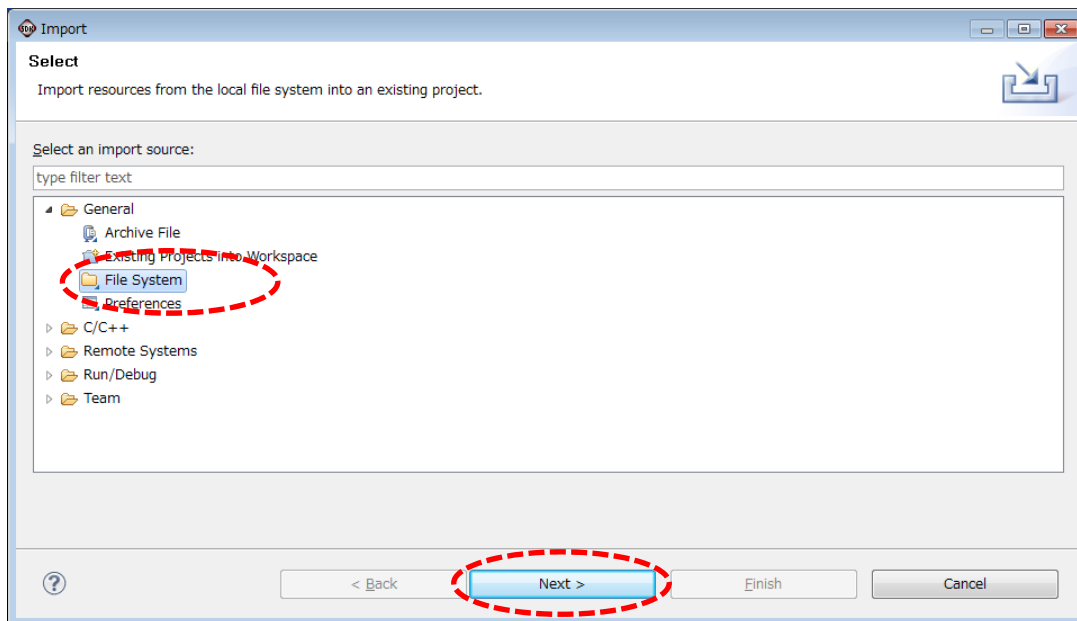 SDK Import
Select
Import resources from the local file system into an existing project.
Select an import source:
type filter text
General
Archive File
Existing Projects into Workspace
File System
Preferences
C/C++
Remote Systems
Run/Debug
Team
?
< Back Next > Finish Cancel